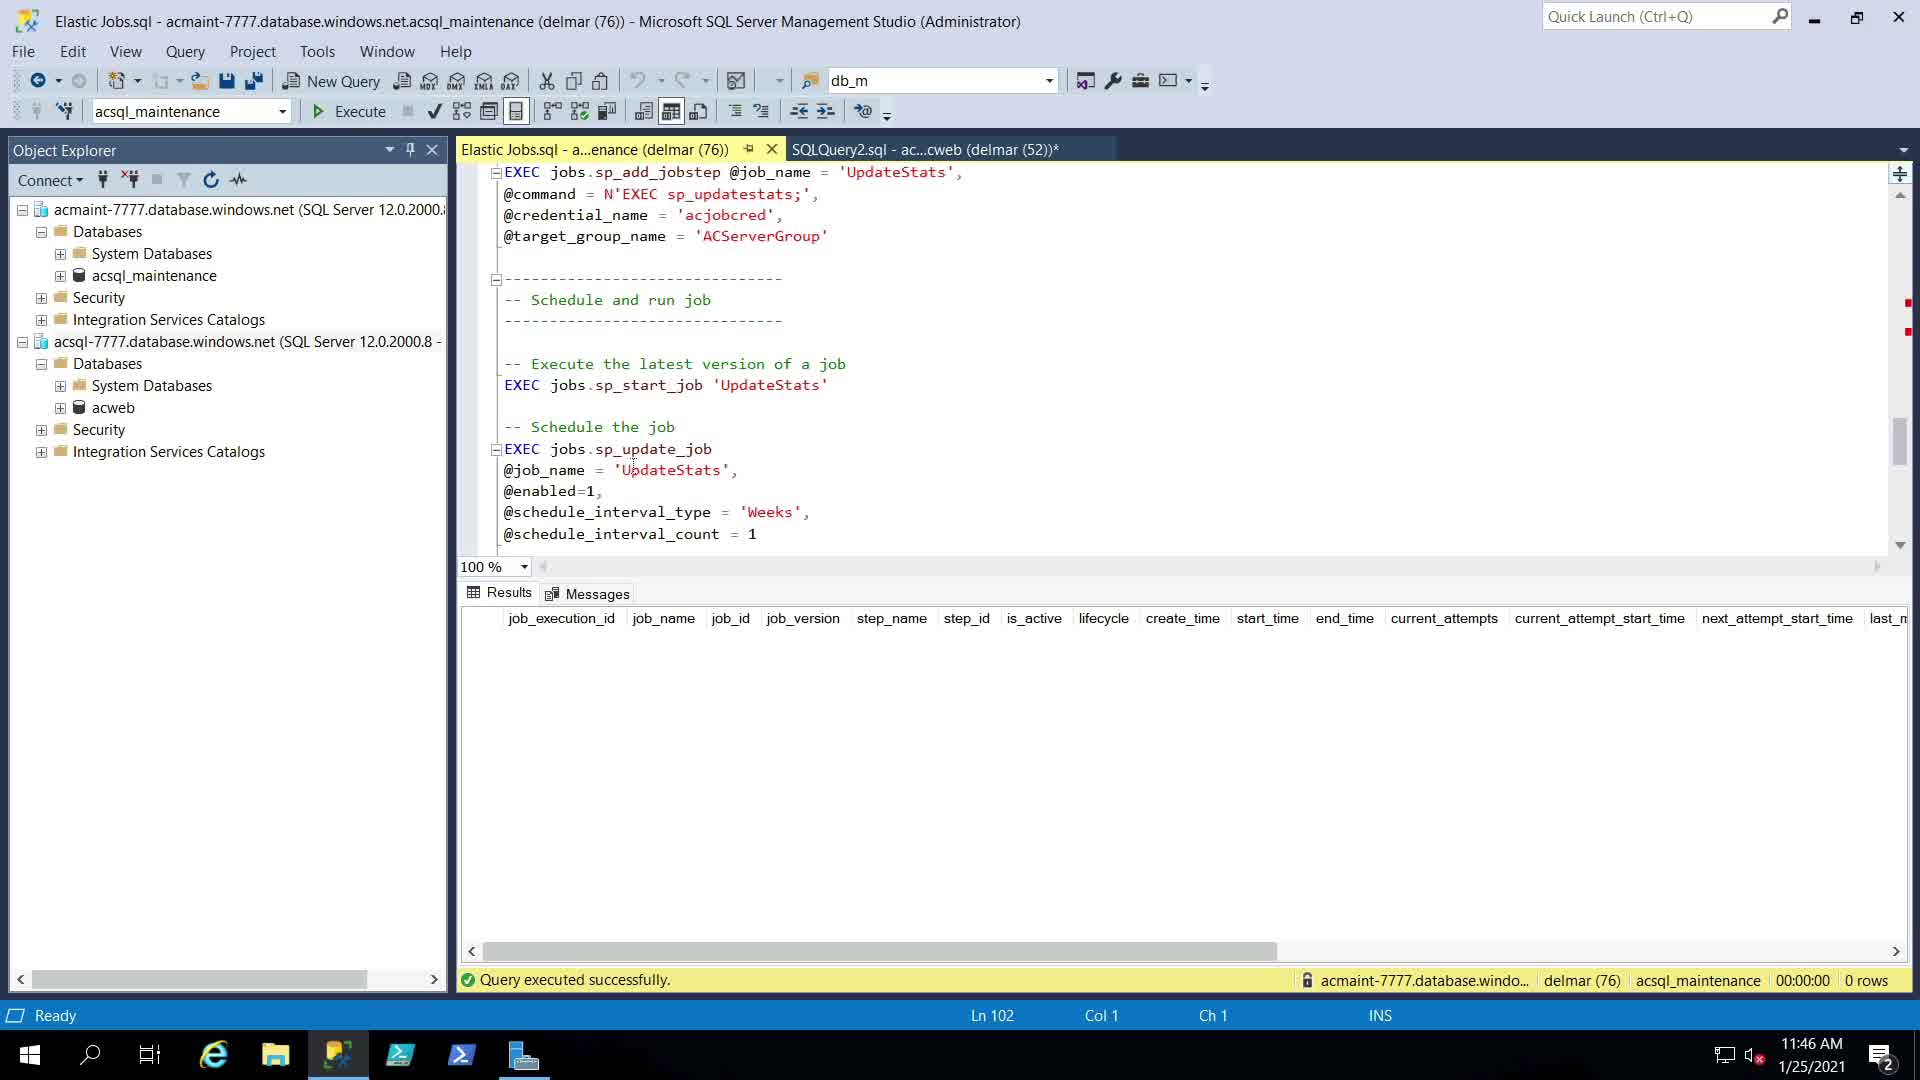 Elastic Jobs.sql - acmaint-7777.database.windows.net.acsql_maintenance (delmar (76)) - Microsoft SQL Server Management Studio (Administrator)
Quick Launch (Ctrl+Q)
File Edit View Query Project Tools Window Help
New Query MDX DMX XMLA DAX db_m
acsql_maintenance Execute
Object Explorer
Connect
acmaint-7777.database.windows.net (SQL Server 12.0.2000.8
Databases
System Databases
acsql_maintenance
Security
Integration Services Catalogs
acsql-7777.database.windows.net (SQL Server 12.0.2000.8 -
Databases
System Databases
acweb
Security
Integration Services Catalogs
Elastic Jobs.sql - a...enance (delmar (76)) SQLQuery2.sql - ac...cweb (delmar (52))*
EXEC jobs.sp_add_jobstep @job_name = 'UpdateStats',
@command = N'EXEC sp_updatestats;',
@credential_name = 'acjobcred',
@target_group_name = 'ACServerGroup'
-------------------------------
-- Schedule and run job
-------------------------------
-- Execute the latest version of a job
EXEC jobs.sp_start_job 'UpdateStats'
-- Schedule the job
EXEC jobs.sp_update_job
@job_name = 'UpdateStats',
@enabled=1,
@schedule_interval_type = 'Weeks',
@schedule_interval_count = 1
100 %
Results Messages
job_execution_id job_name job_id job_version step_name step_id is_active lifecycle create_time start_time end_time current_attempts current_attempt_start_time next_attempt_start_time last_m
Query executed successfully. acmaint-7777.database.windo... delmar (76) acsql_maintenance 00:00:00 0 rows
Ready Ln 102 Col 1 Ch 1 INS
11:46 AM
1/25/2021
2